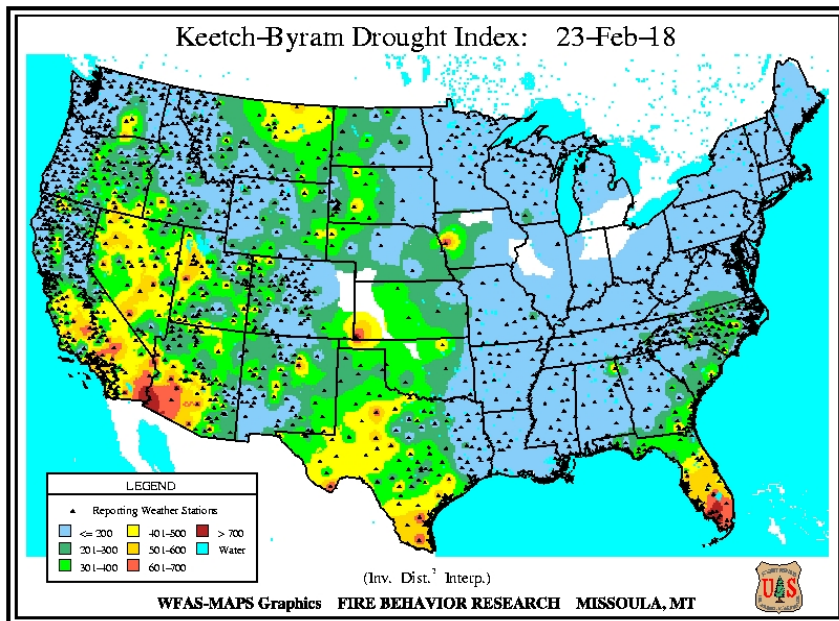 Keetch-Byram Drought Index: 23-Feb-18
LEGEND
Reporting Weather Stations
<= 200
401-500
> 700
201-300
501-600
Water
301-400
601-700
(Inv. Dist.² Interp.)
WFAS-MAPS Graphics FIRE BEHAVIOR RESEARCH MISSOULA, MT
U S